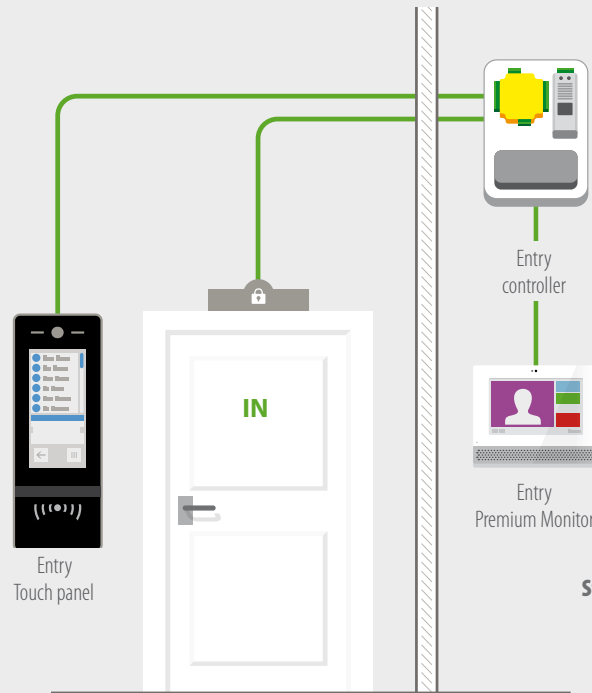 Entry
controller
IN
Entry
Premium Monitor
Entry
Touch panel
S